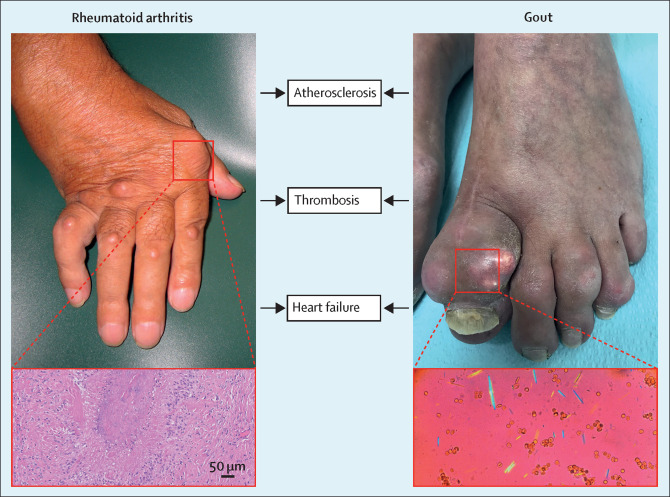 Rheumatoid arthritis
Gout
Atherosclerosis
Thrombosis
Heart failure
50 μm